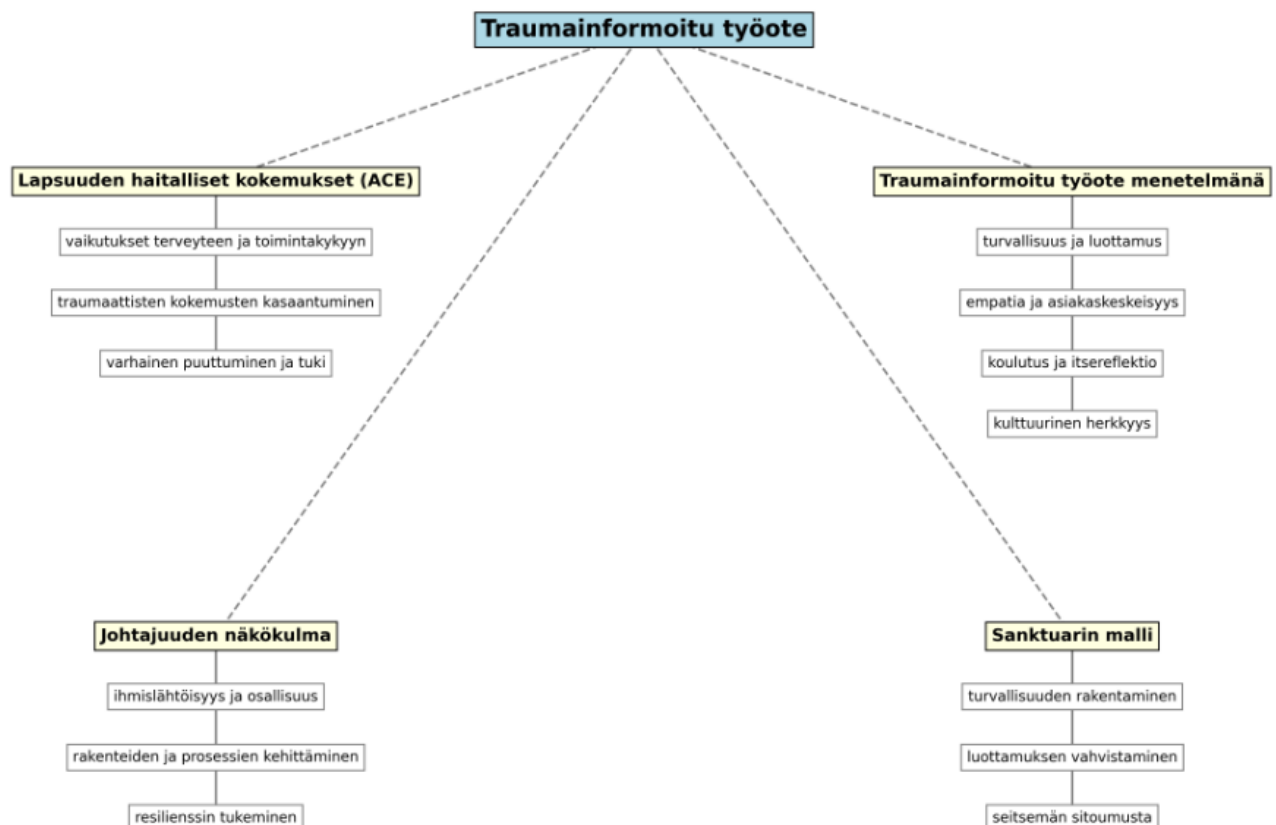 Traumainformoitu työote
Lapsuuden haitalliset kokemukset (ACE)
vaikutukset terveyteen ja toimintakykyyn
traumaattisten kokemusten kasaantuminen
varhainen puuttuminen ja tuki
Traumainformoitu työote menetelmänä
turvallisuus ja luottamus
empatia ja asiakaskeskeisyys
koulutus ja itsereflektio
kulttuurinen herkkyys
Johtajuuden näkökulma
ihmislähtöisyys ja osallisuus
rakenteiden ja prosessien kehittäminen
resilienssin tukeminen
Sanktuarin malli
turvallisuuden rakentaminen
luottamuksen vahvistaminen
seitsemän sitoumusta